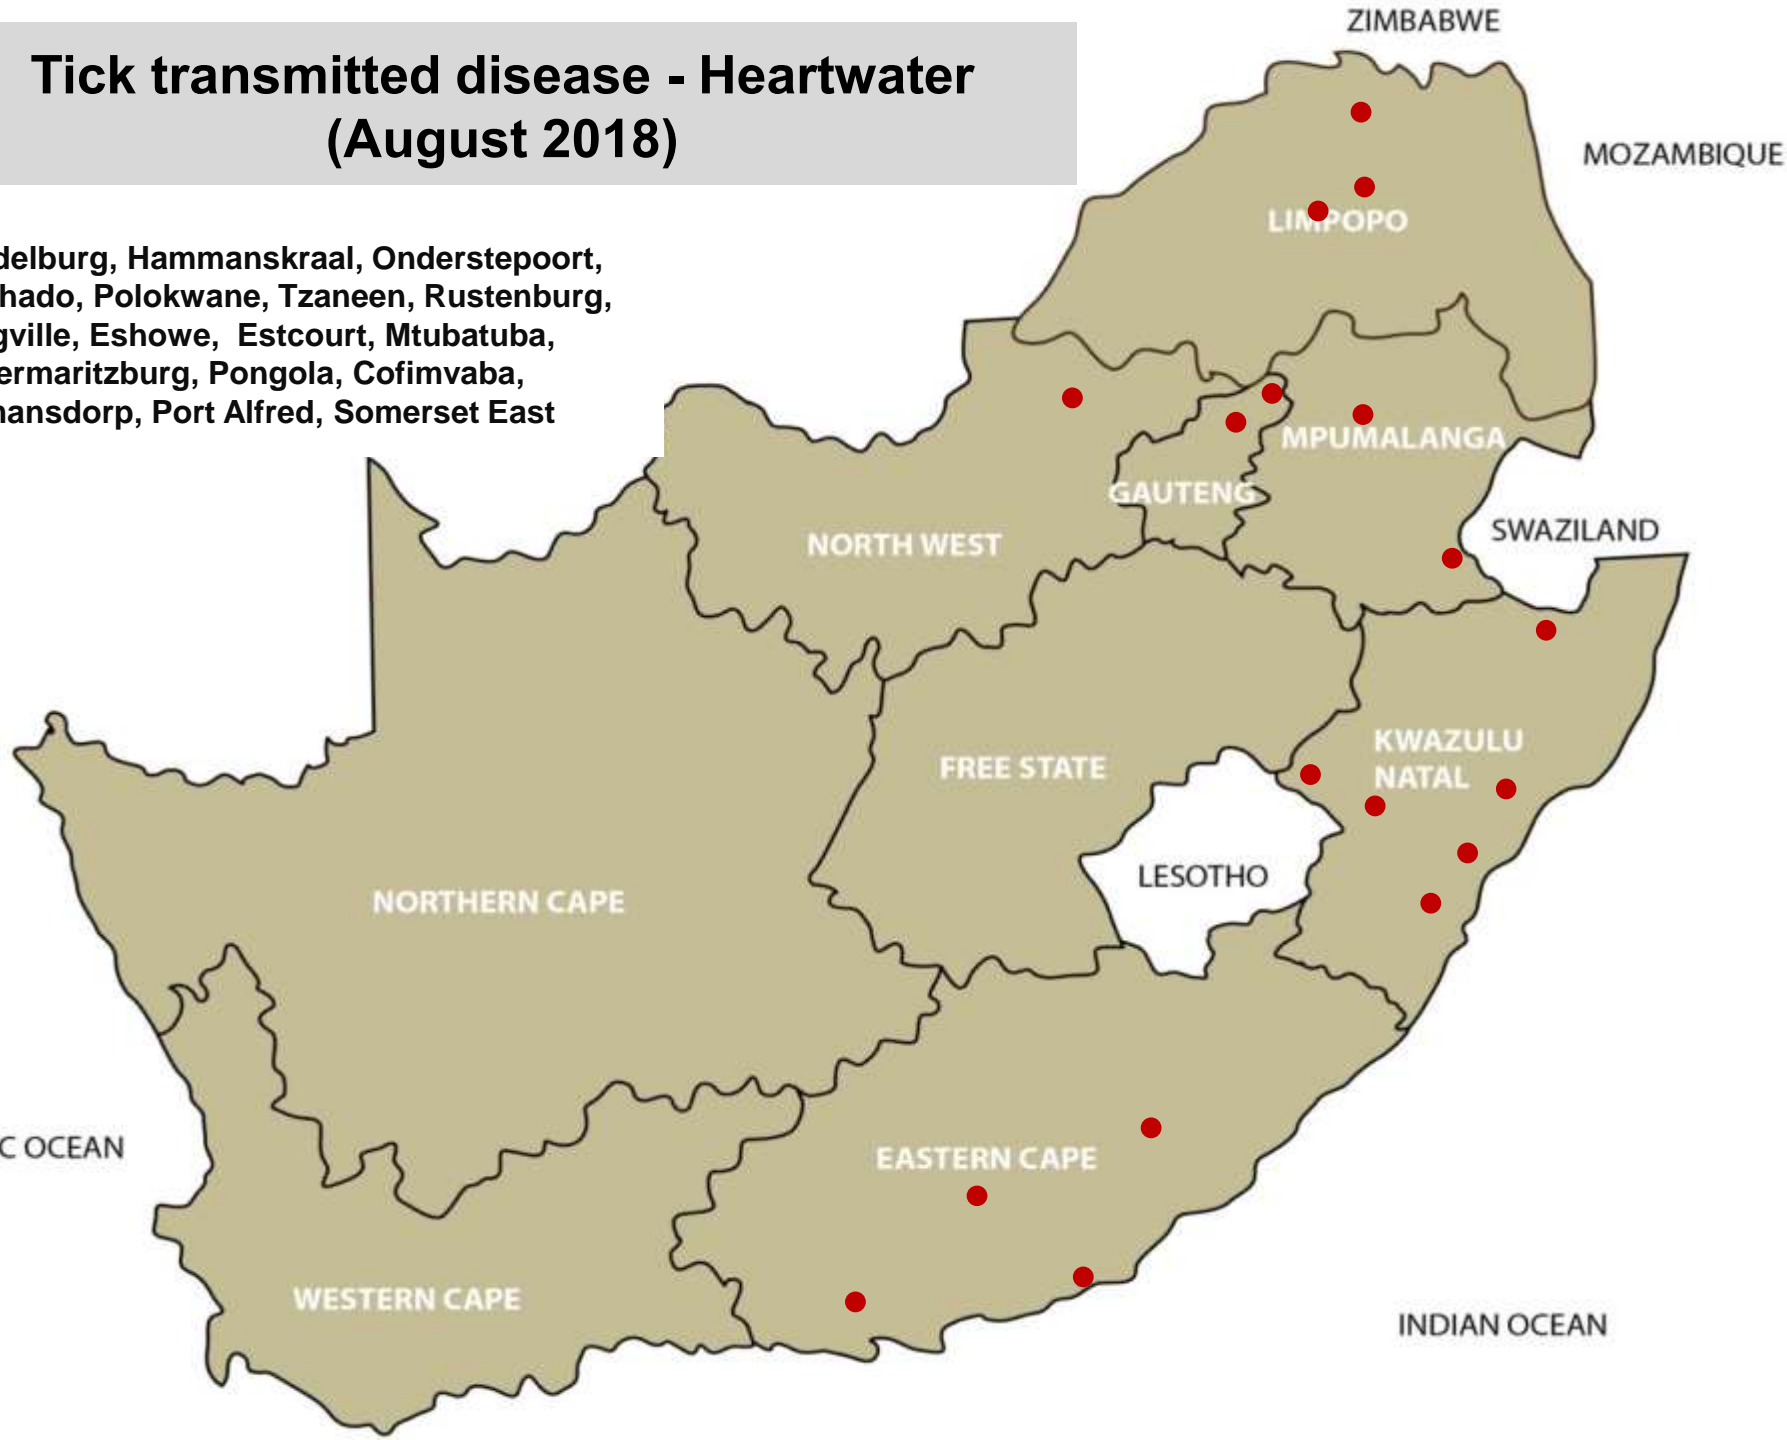 ZIMBABWE
Tick transmitted disease - Heartwater
(August 2018)
MOZAMBIQUE
LIMPOPO
delburg, Hammanskraal, Onderstepoort,
hado, Polokwane, Tzaneen, Rustenburg,
gville, Eshowe, Estcourt, Mtubatuba,
ermaritzburg, Pongola, Cofimvaba,
nansdorp, Port Alfred, Somerset East
MPUMALANGA
GAUTENG
SWAZILAND
NORTH WEST
KWAZULU
NATAL
FREE STATE
LESOTHO
NORTHERN CAPE
C OCEAN
EASTERN CAPE
WESTERN CAPE
INDIAN OCEAN